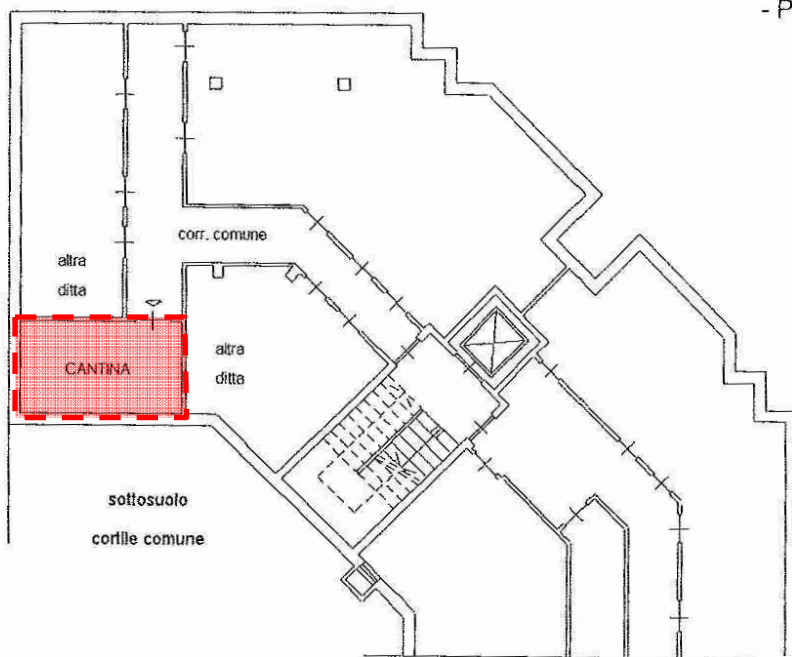 - P
corr. comune
altra
ditta
altra
ditta
CANTINA
sottosuolo
cortile comune